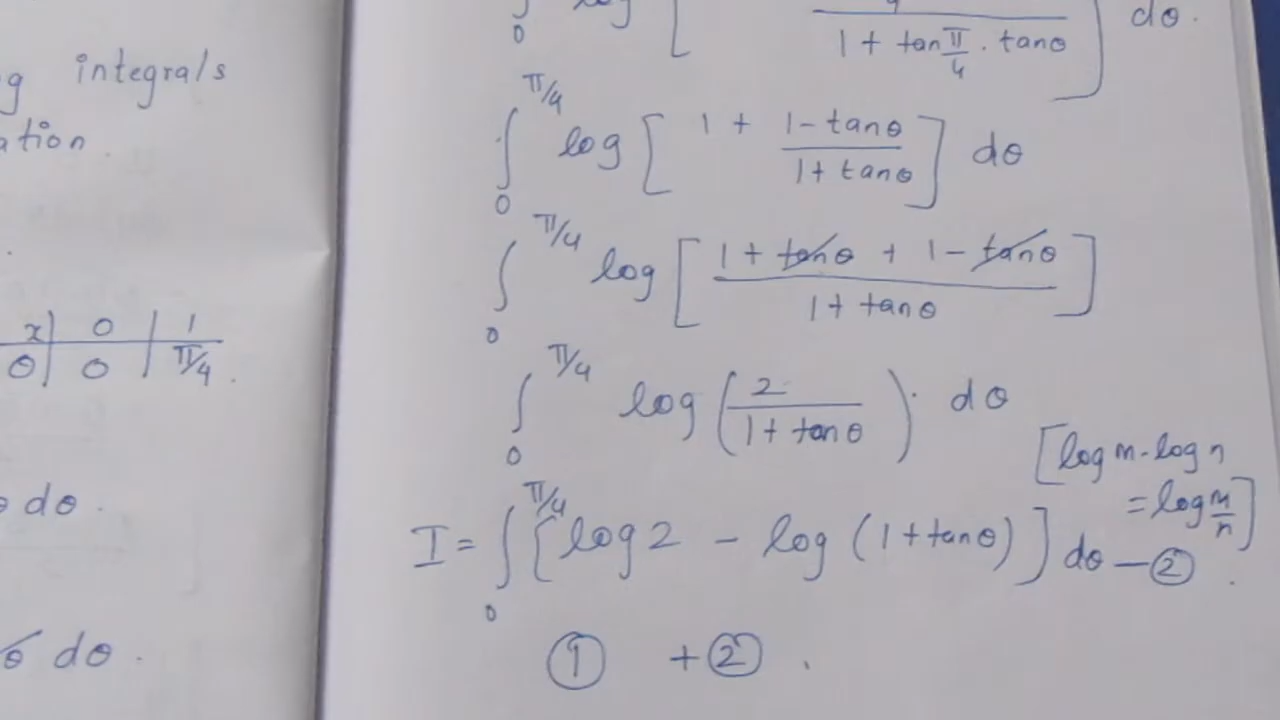 g integrals
ation
x | 0 | 1
θ | 0 | π/4 .
dθ .
dθ .
∫₀ log [ / 1 + tan π/4 . tanθ ] dθ.
∫₀^π/4 log [ 1 + 1 - tanθ / 1 + tanθ ] dθ
∫₀^π/4 log [ 1 + tanθ + 1 - tanθ / 1 + tanθ ]
∫₀^π/4 log ( 2 / 1 + tanθ ) . dθ
[log m - log n
= log m/n]
I = ∫₀^π/4 [log 2 - log (1 + tanθ)] dθ — ②
① + ② .